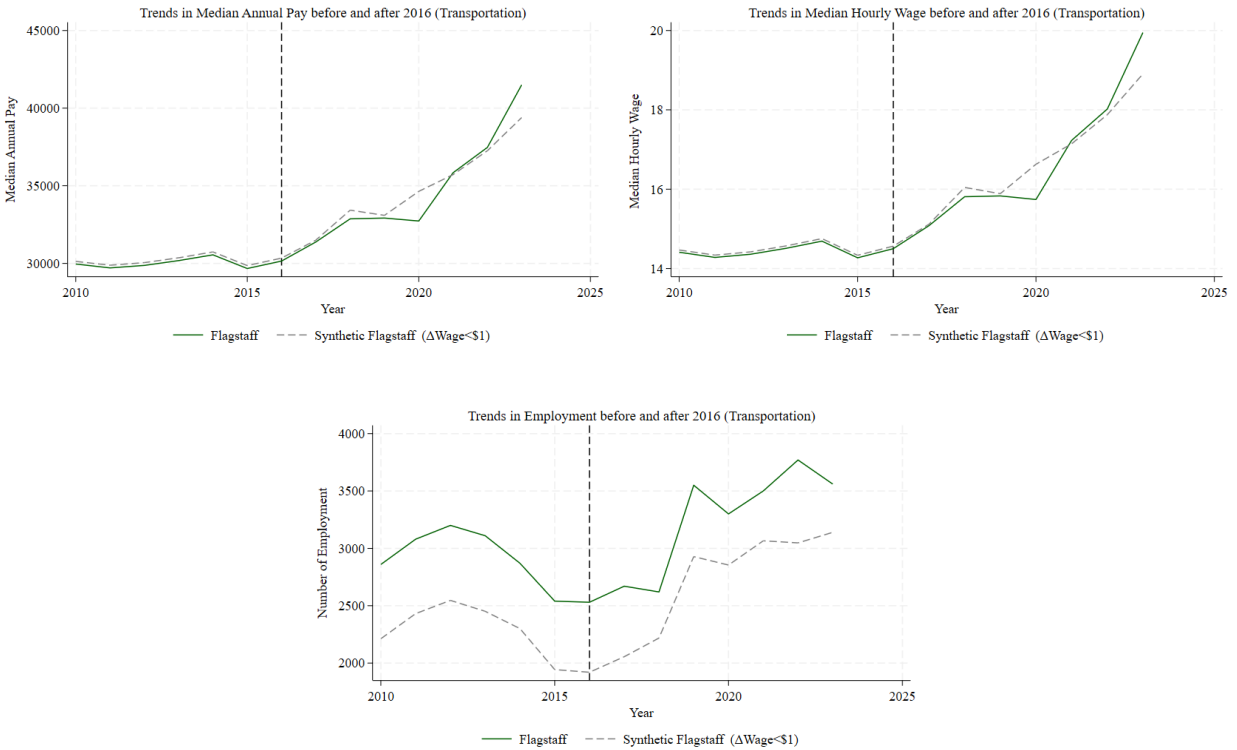 Trends in Median Annual Pay before and after 2016 (Transportation)
45000
40000
35000
30000
Median Annual Pay
2010
2015
2020
2025
Year
Flagstaff
Synthetic Flagstaff (ΔWage<$1)
Trends in Median Hourly Wage before and after 2016 (Transportation)
20
18
16
14
Median Hourly Wage
2010
2015
2020
2025
Year
Flagstaff
Synthetic Flagstaff (ΔWage<$1)
Trends in Employment before and after 2016 (Transportation)
4000
3500
3000
2500
2000
Number of Employment
2010
2015
2020
2025
Year
Flagstaff
Synthetic Flagstaff (ΔWage<$1)